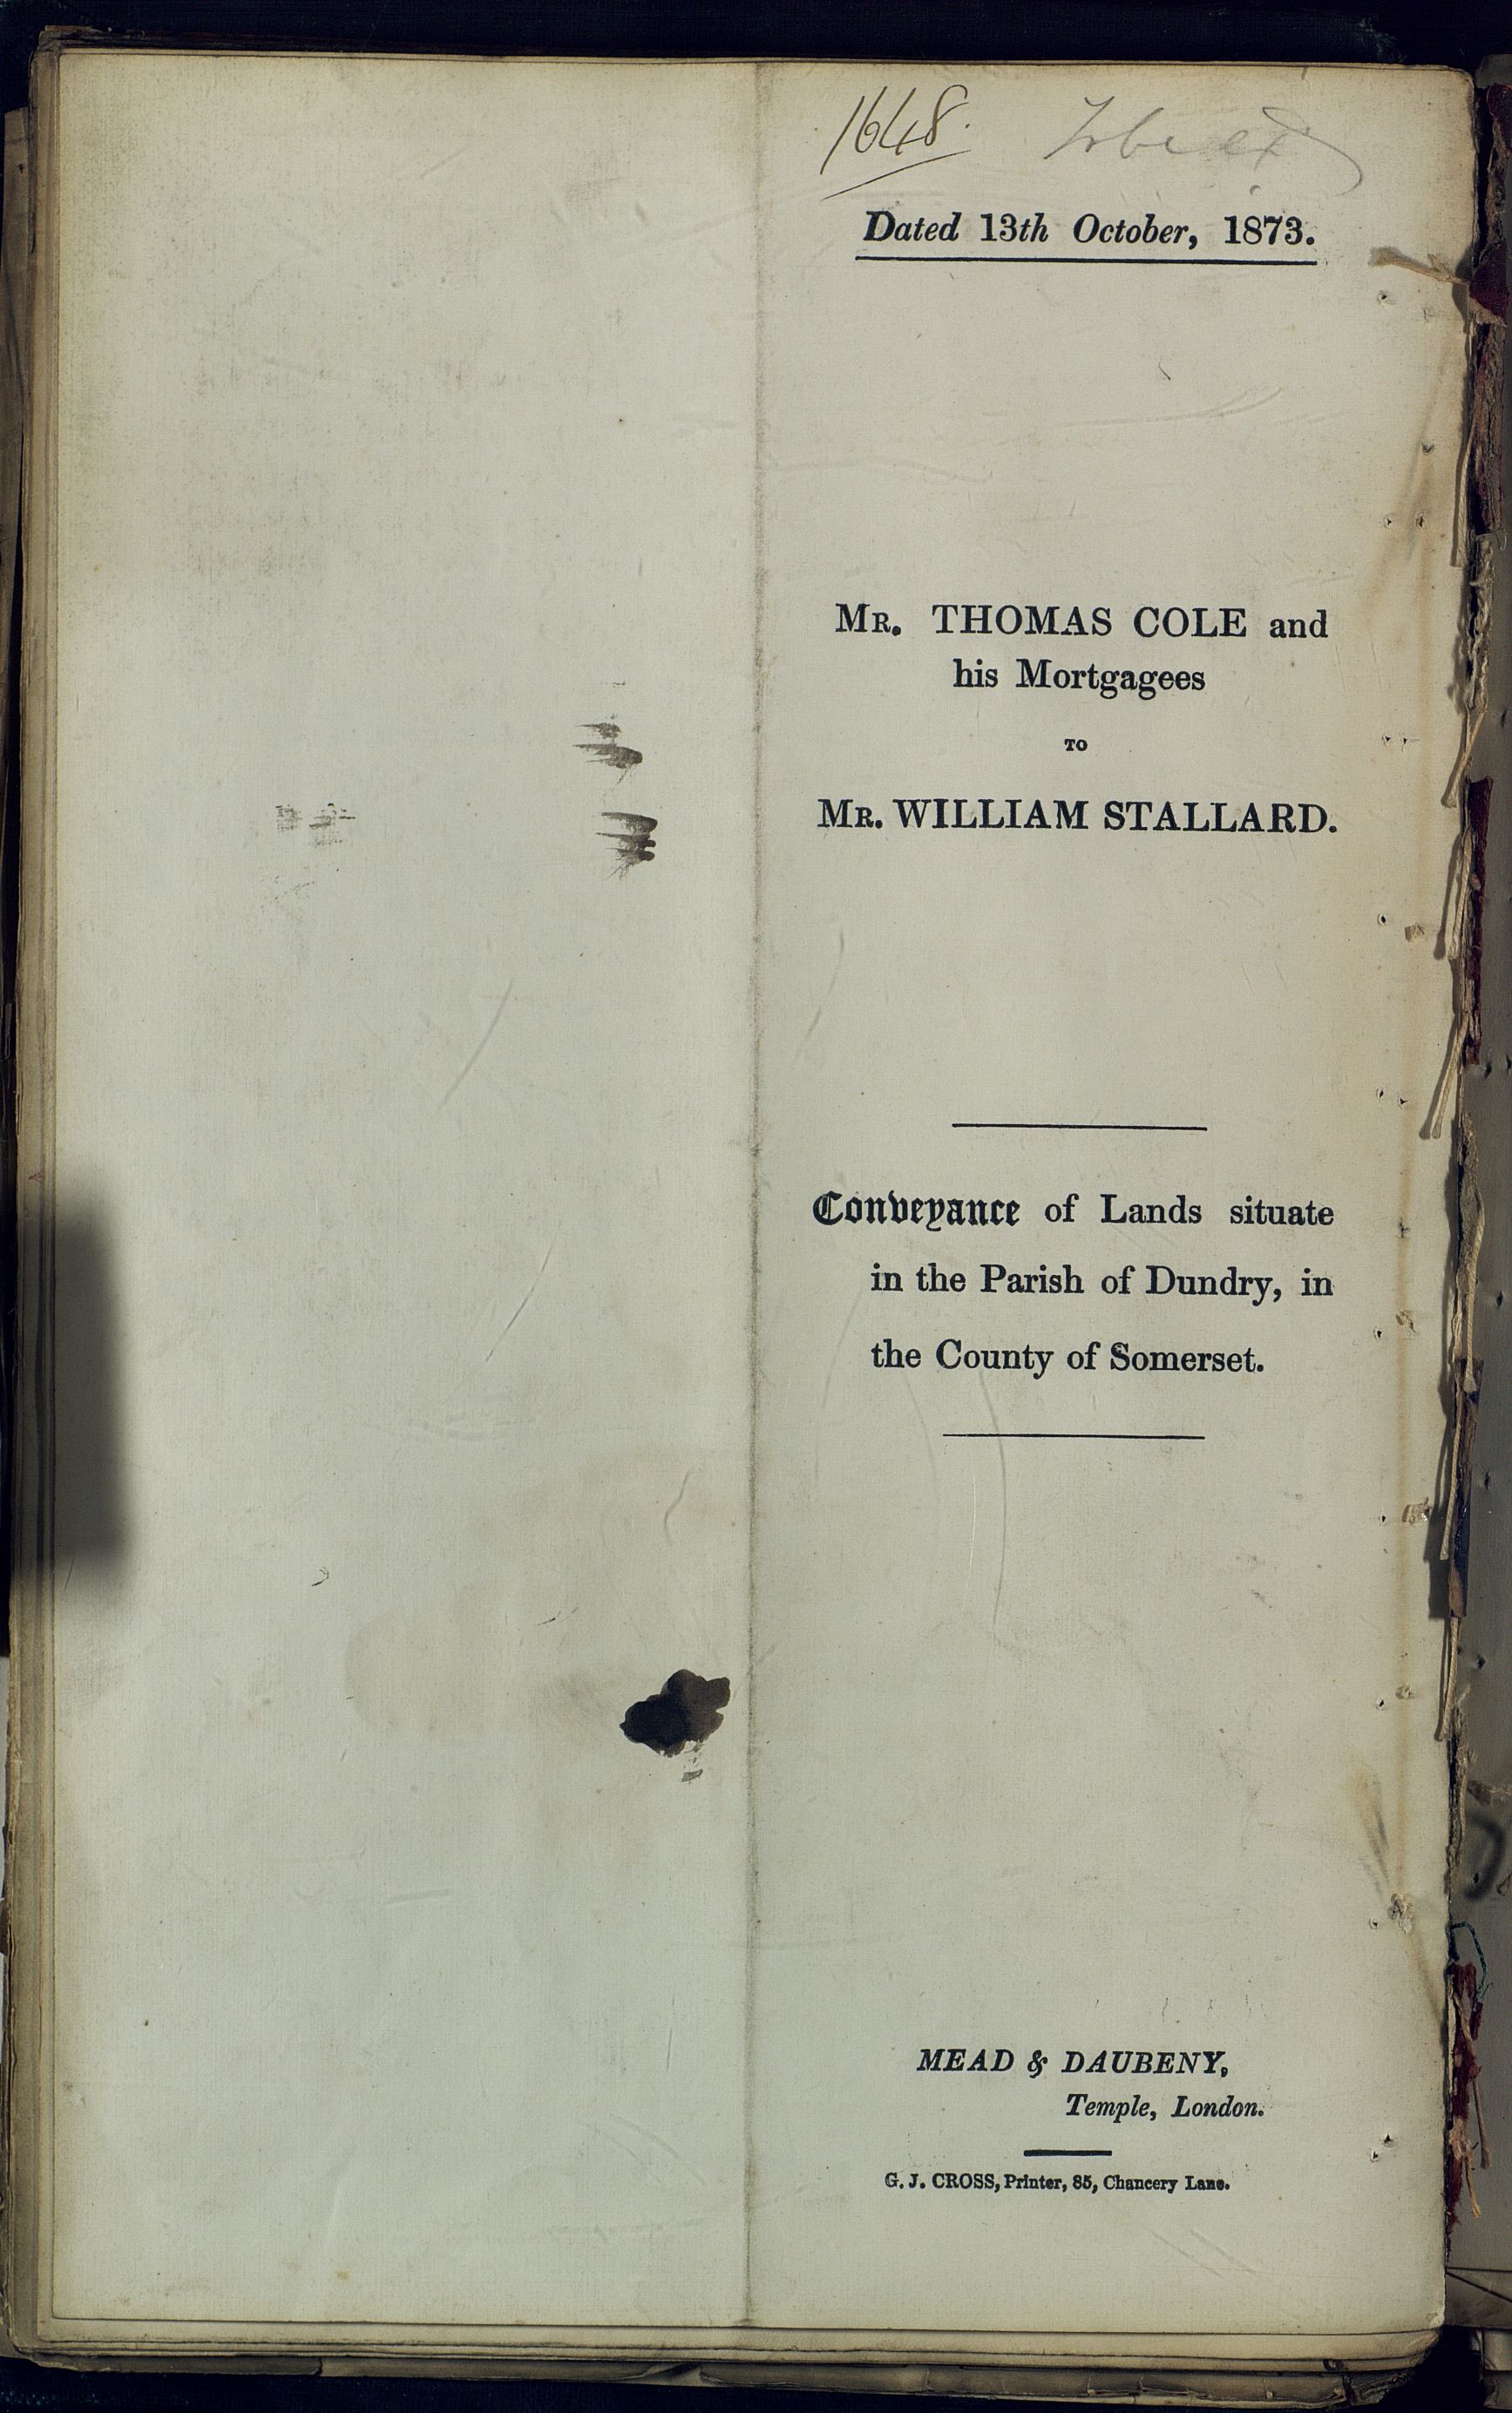 1648.
Dated 13th October, 1873.
MR. THOMAS COLE and
his Mortgagees
TO
MR. WILLIAM STALLARD.
Conveyance of Lands situate
in the Parish of Dundry, in
the County of Somerset.
MEAD & DAUBENY,
Temple, London.
G. J. CROSS, Printer, 85, Chancery Lane.